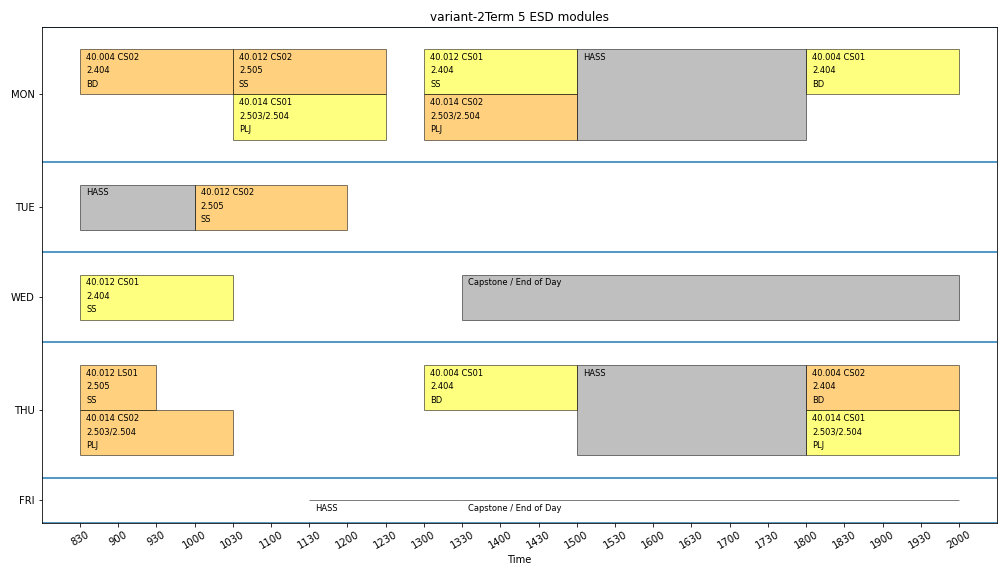 variant-2Term 5 ESD modules
MON
40.004 CS02
2.404
BD
40.012 CS02
2.505
SS
40.014 CS01
2.503/2.504
PLJ
40.012 CS01
2.404
SS
40.014 CS02
2.503/2.504
PLJ
HASS
40.004 CS01
2.404
BD
TUE
HASS
40.012 CS02
2.505
SS
WED
40.012 CS01
2.404
SS
Capstone / End of Day
THU
40.012 LS01
2.505
SS
40.014 CS02
2.503/2.504
PLJ
40.004 CS01
2.404
BD
HASS
40.004 CS02
2.404
BD
40.014 CS01
2.503/2.504
PLJ
FRI
HASS
Capstone / End of Day
830 900 930 1000 1030 1100 1130 1200 1230 1300 1330 1400 1430 1500 1600 1630 1700 1730 1800 1830 1900 1930 2000
Time